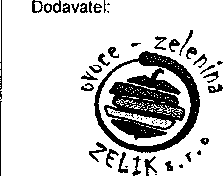 Dodavatel:
ovoce - zelenina
ZELIK s.r.o